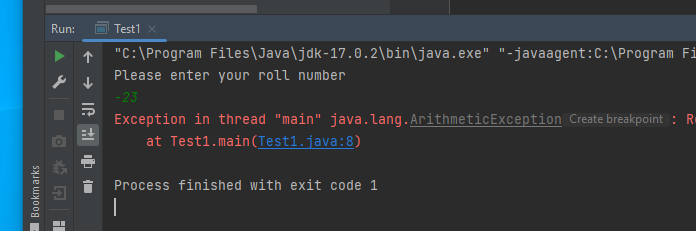 Run: Test1
"C:\Program Files\Java\jdk-17.0.2\bin\java.exe" "-javaagent:C:\Program
Please enter your roll number
-23
Exception in thread "main" java.lang.ArithmeticException Create breakpoint :
at Test1.main(Test1.java:8)
Process finished with exit code 1
Bookmarks